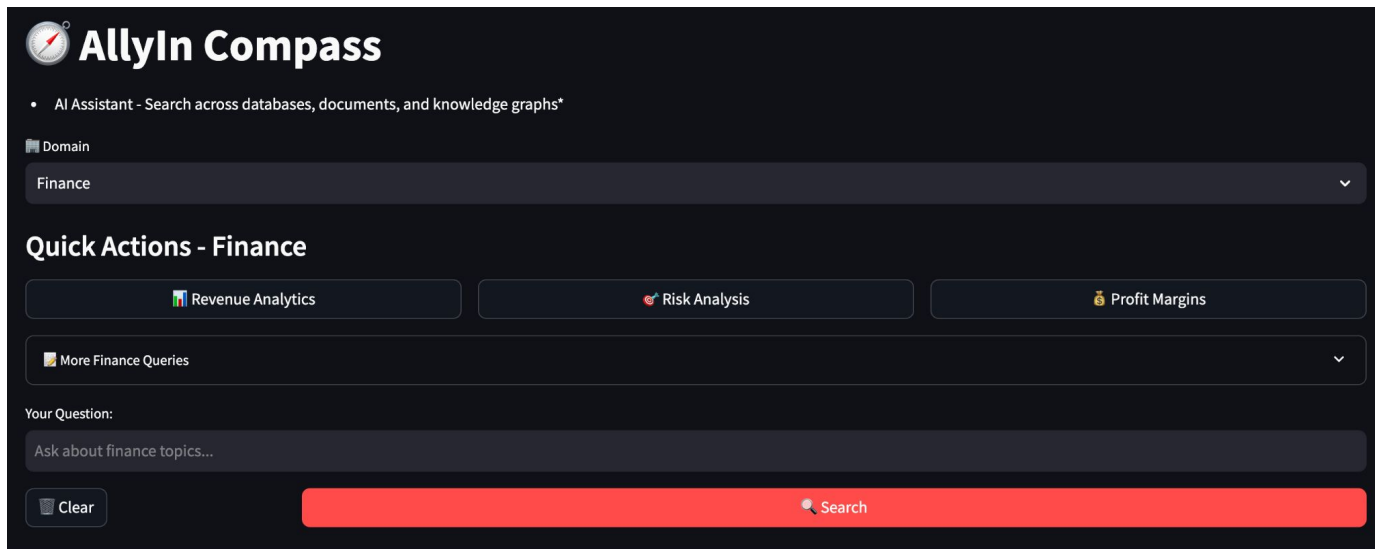 AllyIn Compass
• AI Assistant - Search across databases, documents, and knowledge graphs*
Domain
Finance
Quick Actions - Finance
Revenue Analytics
Risk Analysis
Profit Margins
More Finance Queries
Your Question:
Ask about finance topics...
Clear
Search